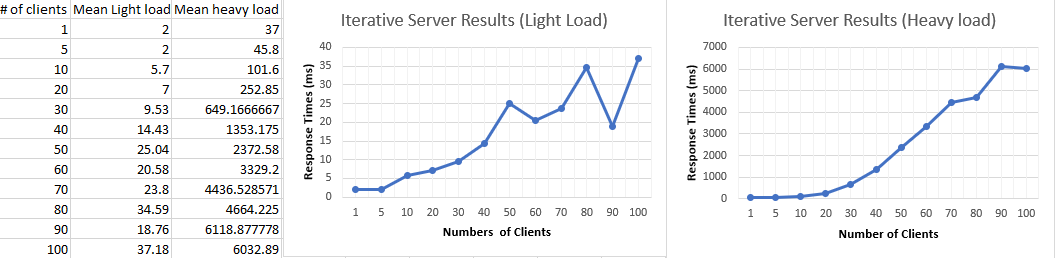 # of clients Mean Light load Mean heavy load
1 2 37
5 2 45.8
10 5.7 101.6
20 7 252.85
30 9.53 649.1666667
40 14.43 1353.175
50 25.04 2372.58
60 20.58 3329.2
70 23.8 4436.528571
80 34.59 4664.225
90 18.76 6118.877778
100 37.18 6032.89
Iterative Server Results (Light Load)
Response Times (ms)
40
35
30
25
20
15
10
5
0
1 5 10 20 30 40 50 60 70 80 90 100
Numbers of Clients
Iterative Server Results (Heavy load)
Response Times (ms)
7000
6000
5000
4000
3000
2000
1000
0
1 5 10 20 30 40 50 60 70 80 90 100
Number of Clients